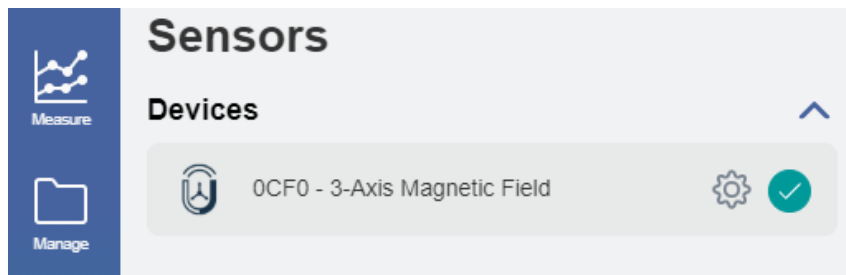 Sensors
Measure
Devices
0CF0 - 3-Axis Magnetic Field
Manage